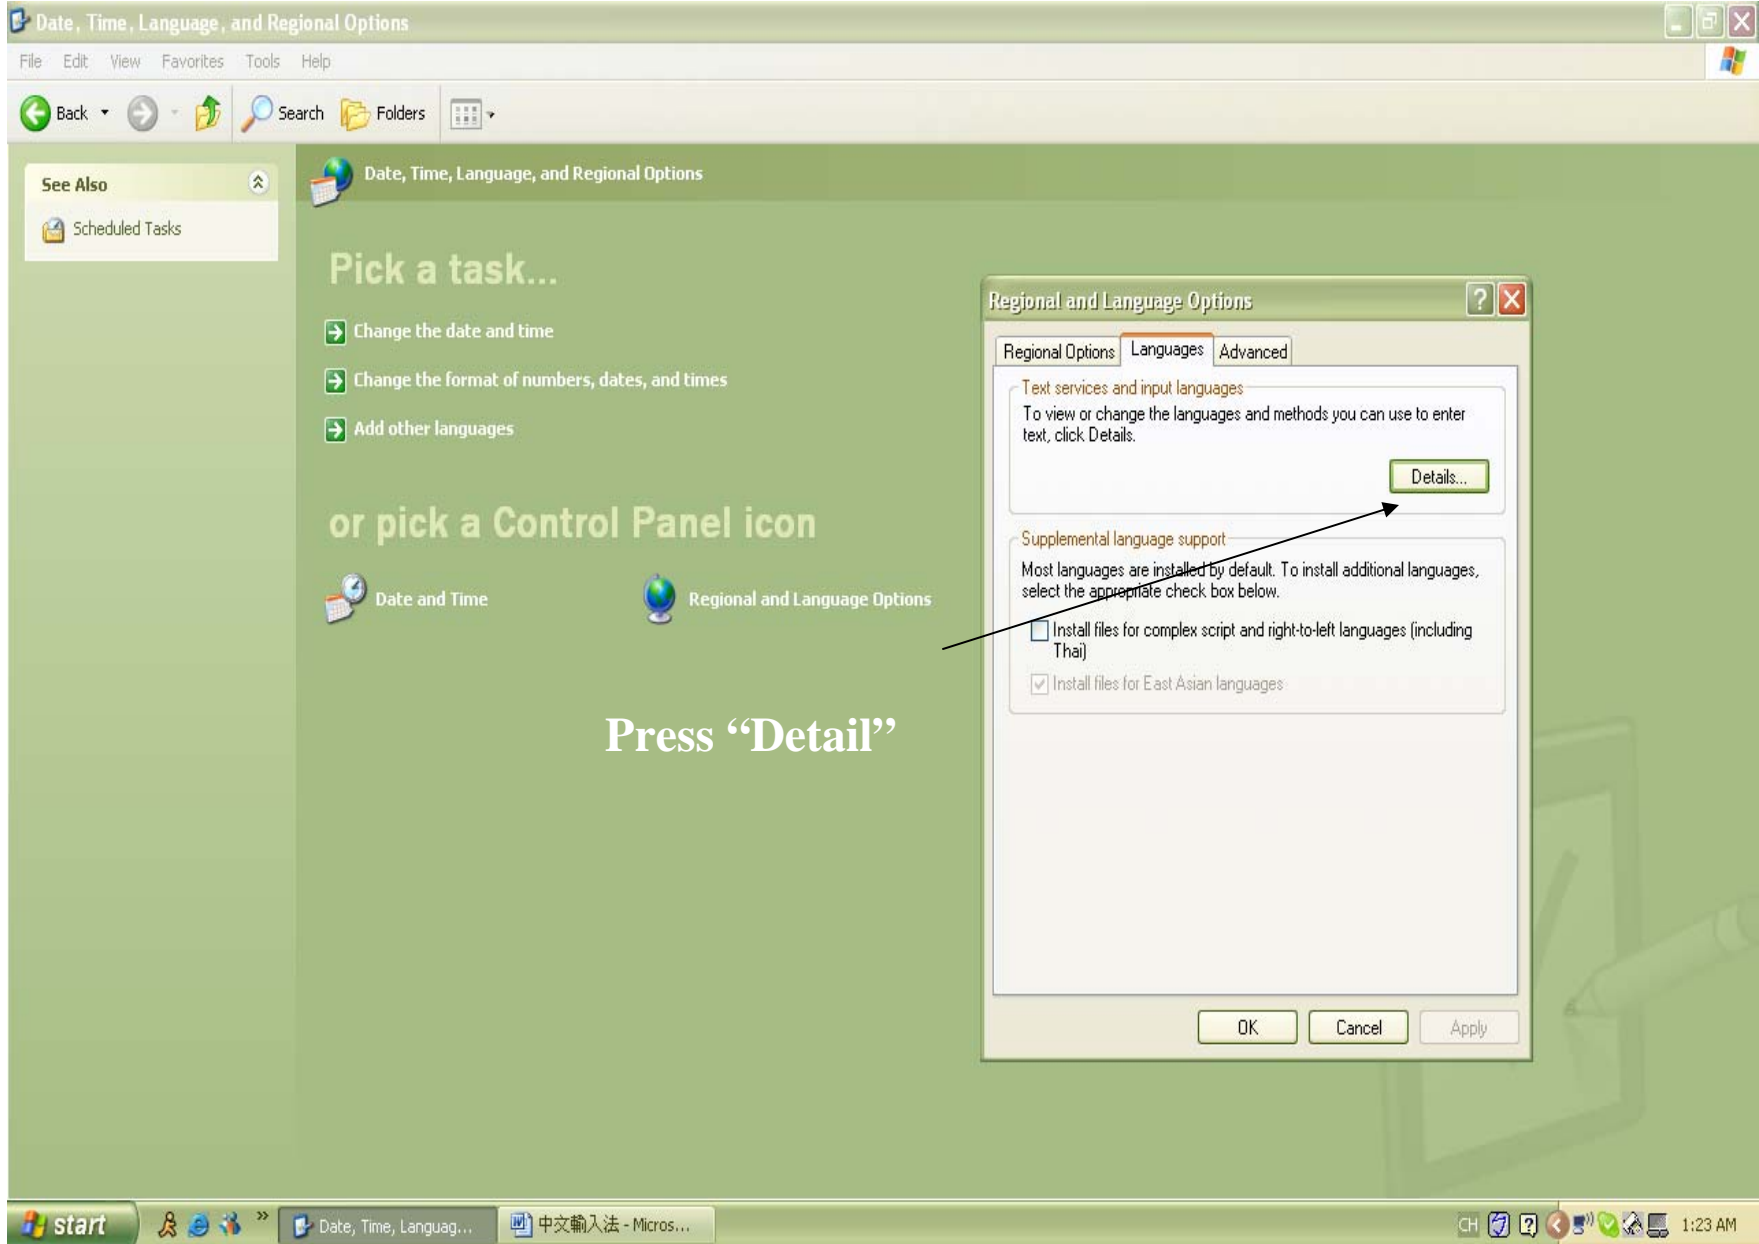 Date, Time, Language, and Regional Options
File Edit View Favorites Tools Help
Back Search Folders
See Also
Scheduled Tasks
Date, Time, Language, and Regional Options
Pick a task...
Change the date and time
Change the format of numbers, dates, and times
Add other languages
or pick a Control Panel icon
Date and Time
Regional and Language Options
Press “Detail”
Regional and Language Options
Regional Options Languages Advanced
Text services and input languages
To view or change the languages and methods you can use to enter
text, click Details.
Details...
Supplemental language support
Most languages are installed by default. To install additional languages,
select the appropriate check box below.
Install files for complex script and right-to-left languages (including
Thai)
Install files for East Asian languages
OK Cancel Apply
start
Date, Time, Languag...
中文輸入法 - Micros...
CH
1:23 AM